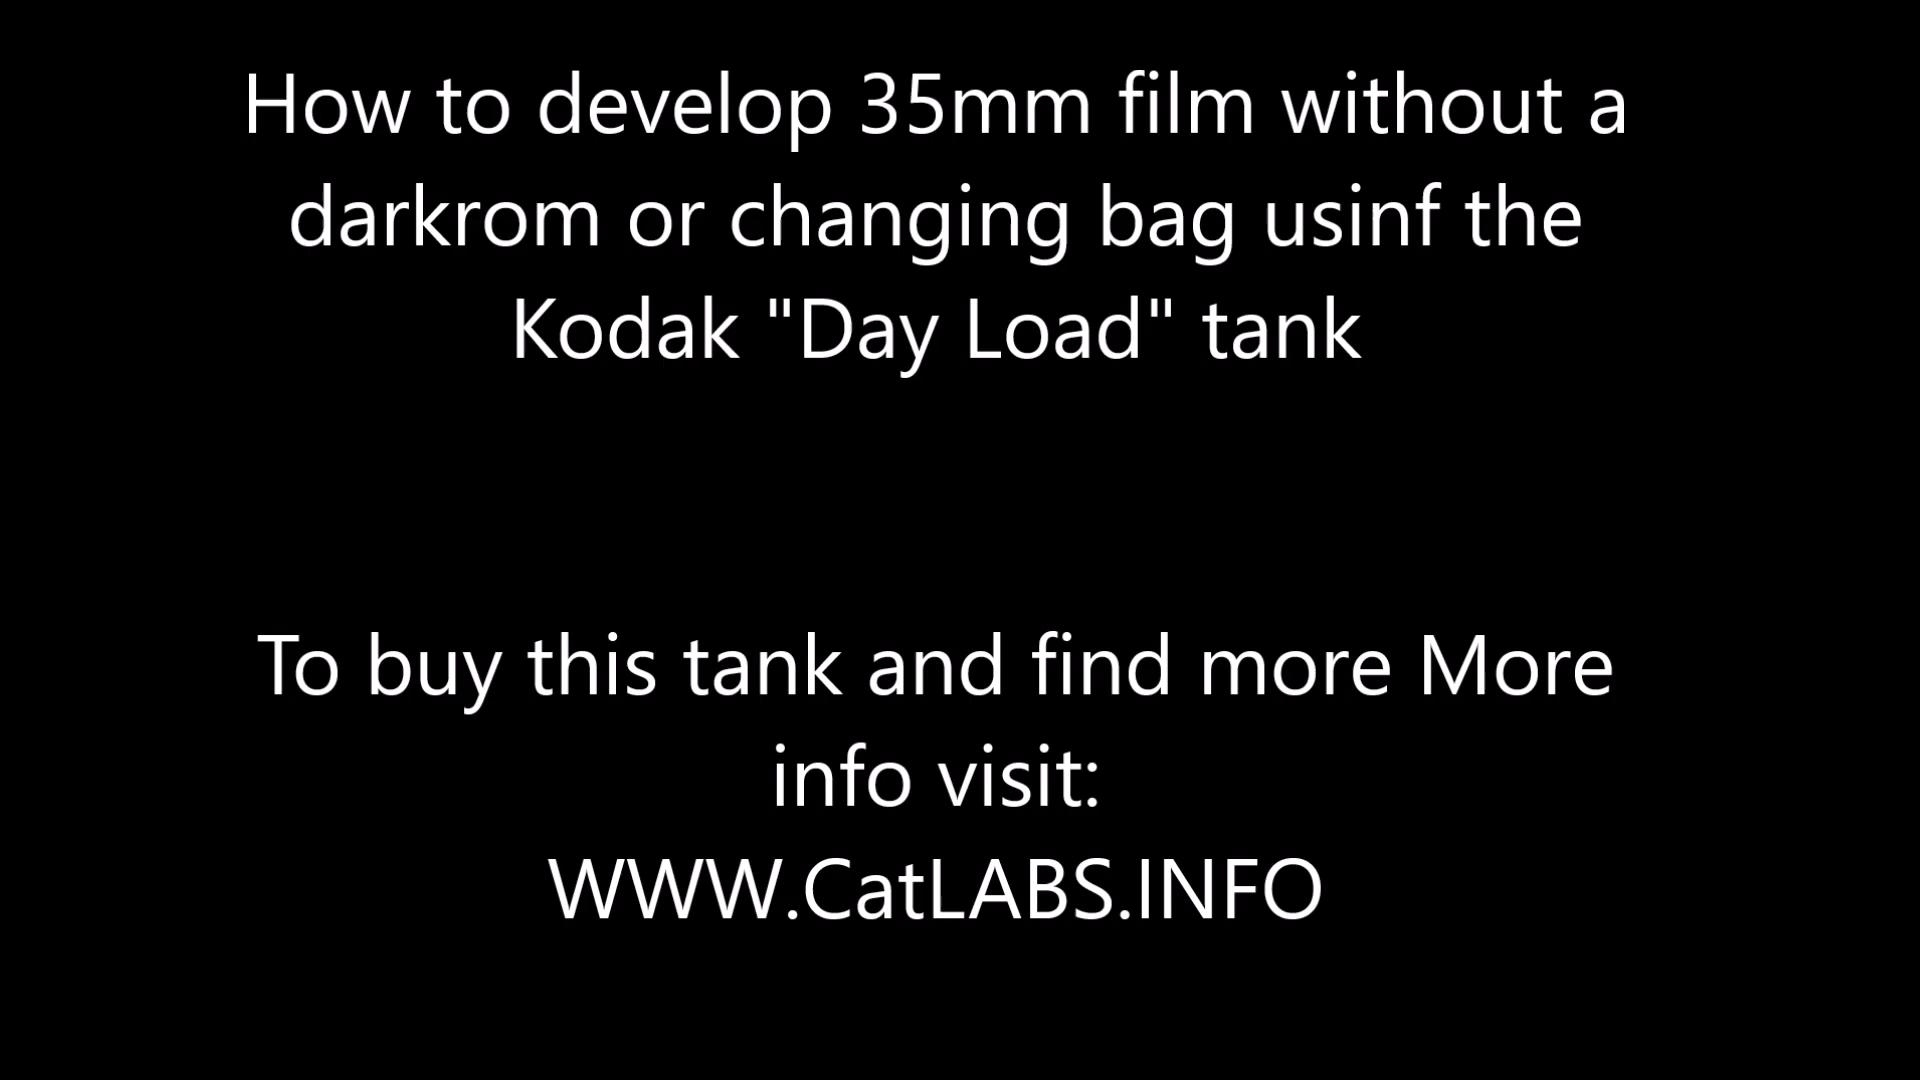 How to develop 35mm film without a
darkrom or changing bag usinf the
Kodak "Day Load" tank
To buy this tank and find more More
info visit:
WWW.CatLABS.INFO